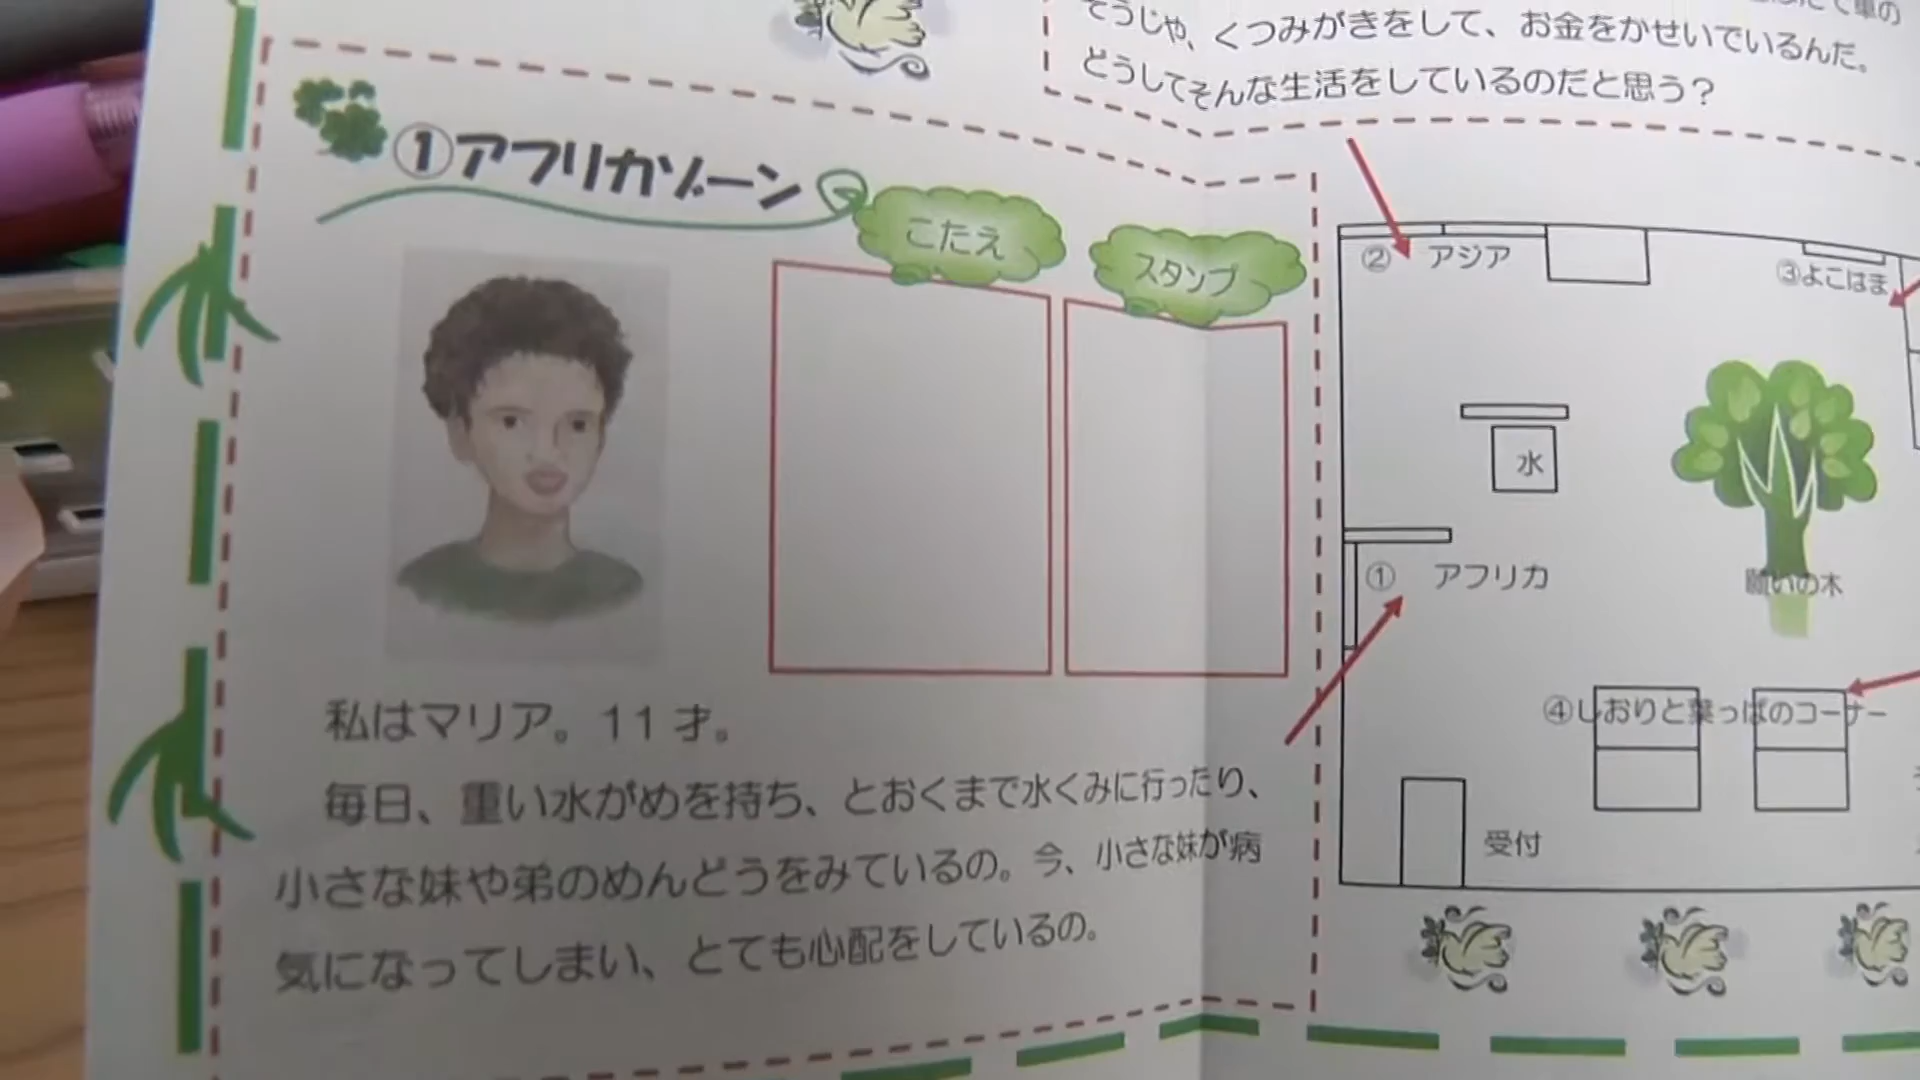 そうじや、くつみがきをして、お金をかせいでいるんだ。
どうしてそんな生活をしているのだと思う？
①アフリカゾーン
こたえ
スタンプ
私はマリア。11才。
毎日、重い水がめを持ち、とおくまで水くみに行ったり、
小さな妹や弟のめんどうをみているの。今、小さな妹が病
気になってしまい、とても心配をしているの。
② アジア
③よこはま
水
① アフリカ
願いの木
④しおりと葉っぱのコーナー
受付